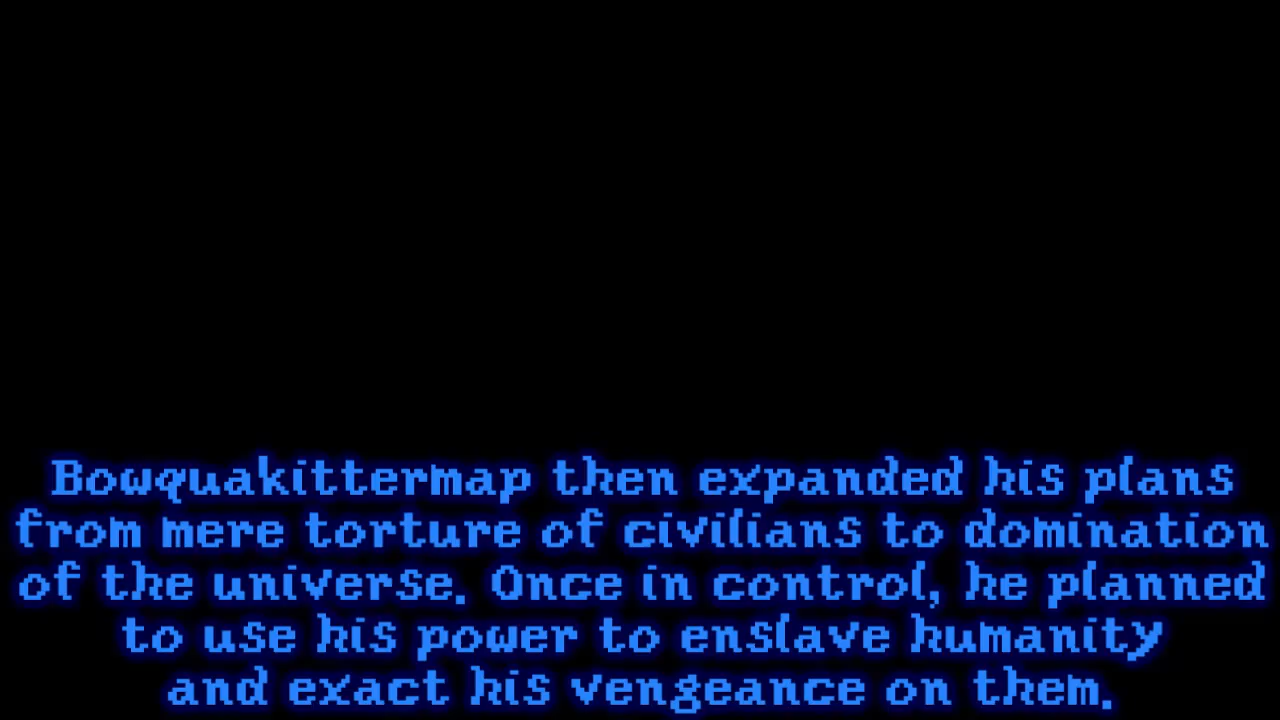 Bowquakittermap then expanded his plans
from mere torture of civilians to domination
of the universe. Once in control, he planned
to use his power to enslave humanity
and exact his vengeance on them.